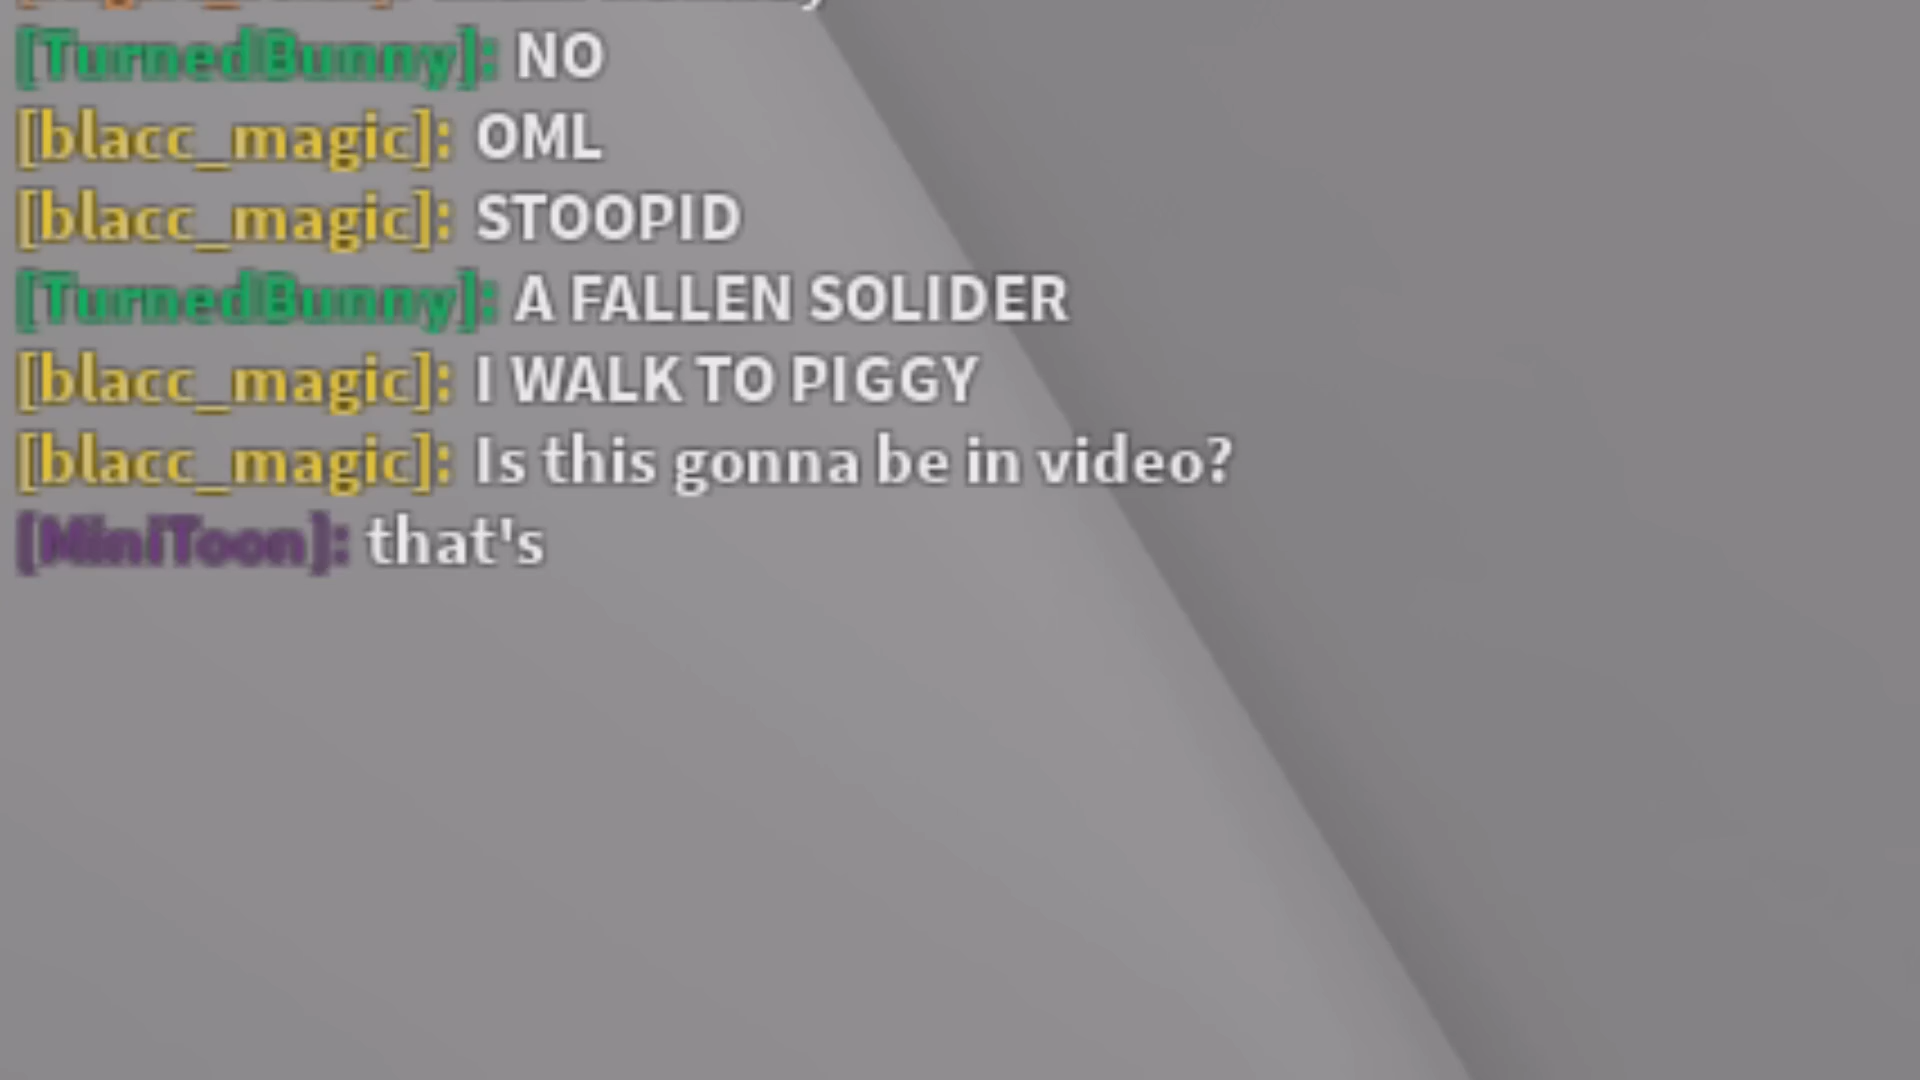 [TurnedBunny]: NO
[blacc_magic]: OML
[blacc_magic]: STOOPID
[TurnedBunny]: A FALLEN SOLIDER
[blacc_magic]: I WALK TO PIGGY
[blacc_magic]: Is this gonna be in video?
[MiniToon]: that's